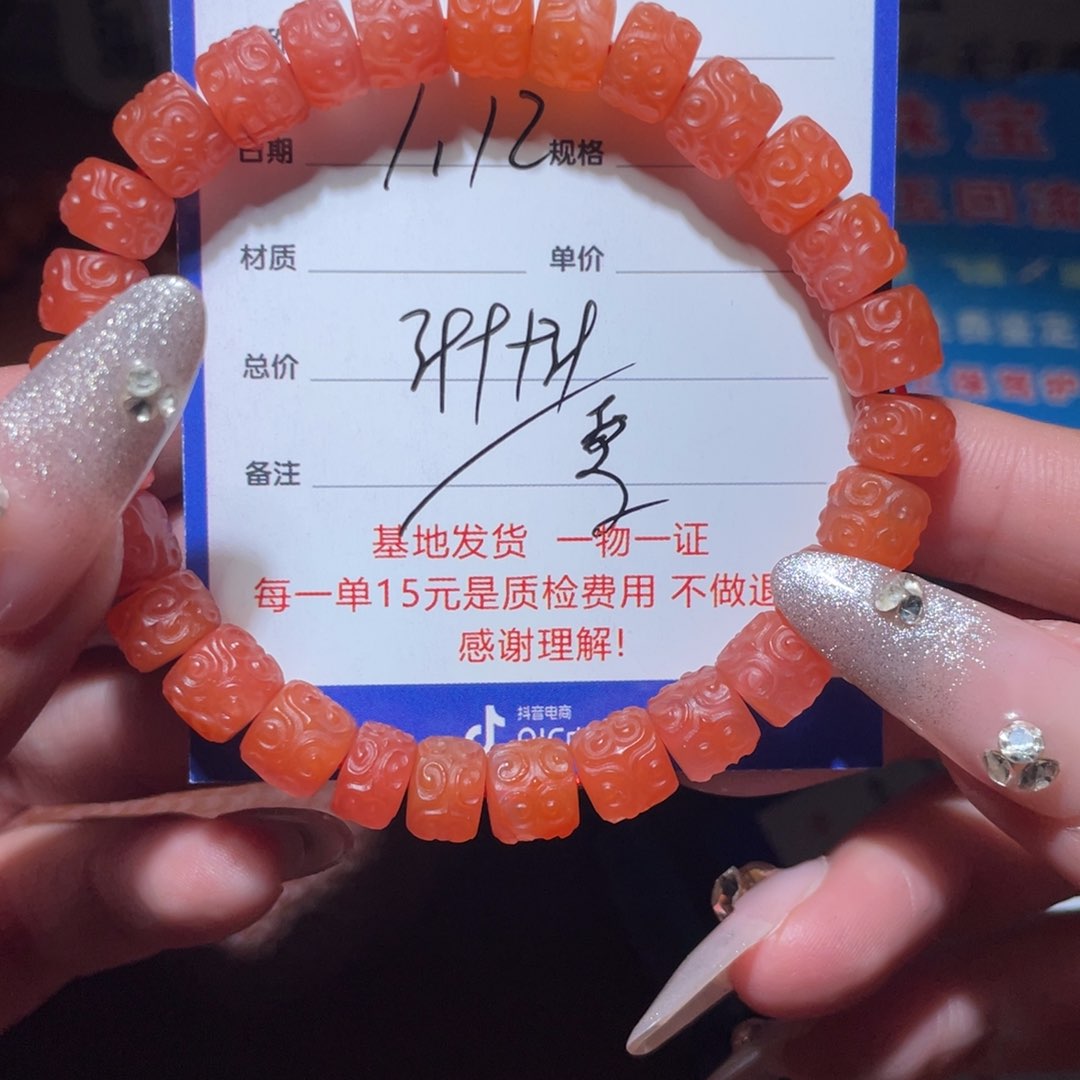 日期 1.12 规格
材质 单价
总价
备注
基地发货 一物一证
每一单15元是质检费用 不做退
感谢理解!
抖音电商